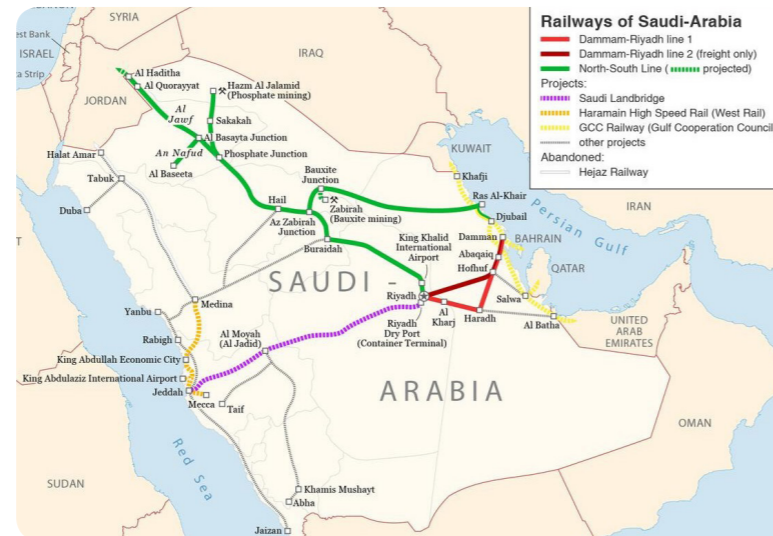 SYRIA
est Bank
ISRAEL
a Strip
JORDAN
IRAQ
Al Haditha
Al Qurayyat
Hazm Al Jalamid
(Phosphate mining)
Al
Jawf
Sakakah
Al Basayta Junction
An Nafud
Phosphate Junction
Al Baseeta
Halat Amar
Tabuk
Duba
Hail
Az Zabirah
Junction
Bauxite
Junction
Zabirah
(Bauxite mining)
Buraidah
KUWAIT
Khafji
Ras Al-Khair
Djubail
Persian Gulf
IRAN
King Khalid
International
Airport
Damman
BAHRAIN
Abaqaiq
Hofhuf
QATAR
SAUDI -
Riyadh
Riyadh
Dry Port
(Container Terminal)
Al
Kharj
Haradh
Salwa
Al Batha
UNITED
ARAB
EMIRATES
Medina
Yanbu
Rabigh
Al Moyah
(Al Jadid)
King Abdullah Economic City
King Abdulaziz International Airport
Jeddah
Mecca
Taif
ARABIA
OMAN
Red Sea
SUDAN
Khamis Mushayt
Abha
Jaizan
T
Railways of Saudi-Arabia
Dammam-Riyadh line 1
Dammam-Riyadh line 2 (freight only)
North-South Line ( projected)
Projects:
Saudi Landbridge
Haramain High Speed Rail (West Rail)
GCC Railway (Gulf Cooperation Council
other projects
Abandoned:
Hejaz Railway